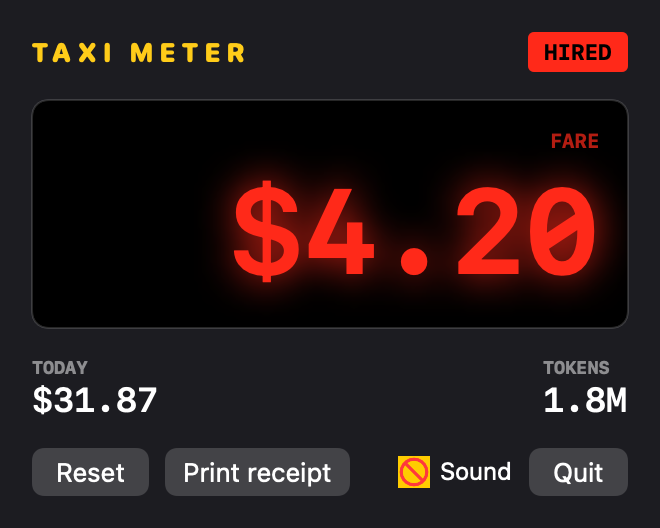 TAXI METER
HIRED
FARE
$4.20
TODAY
$31.87
TOKENS
1.8M
Reset
Print receipt
Sound
Quit